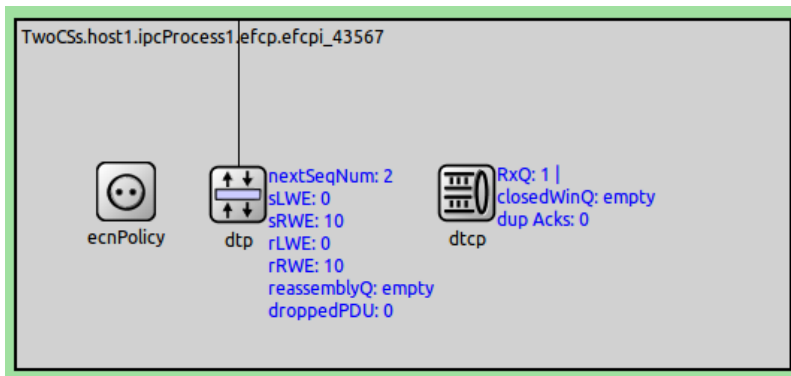 TwoCSs.host1.ipcProcess1.efcp.efcpi_43567
ecnPolicy
dtp
nextSeqNum: 2
sLWE: 0
sRWE: 10
rLWE: 0
rRWE: 10
reassemblyQ: empty
droppedPDU: 0
dtcp
RxQ: 1 |
closedWinQ: empty
dup Acks: 0